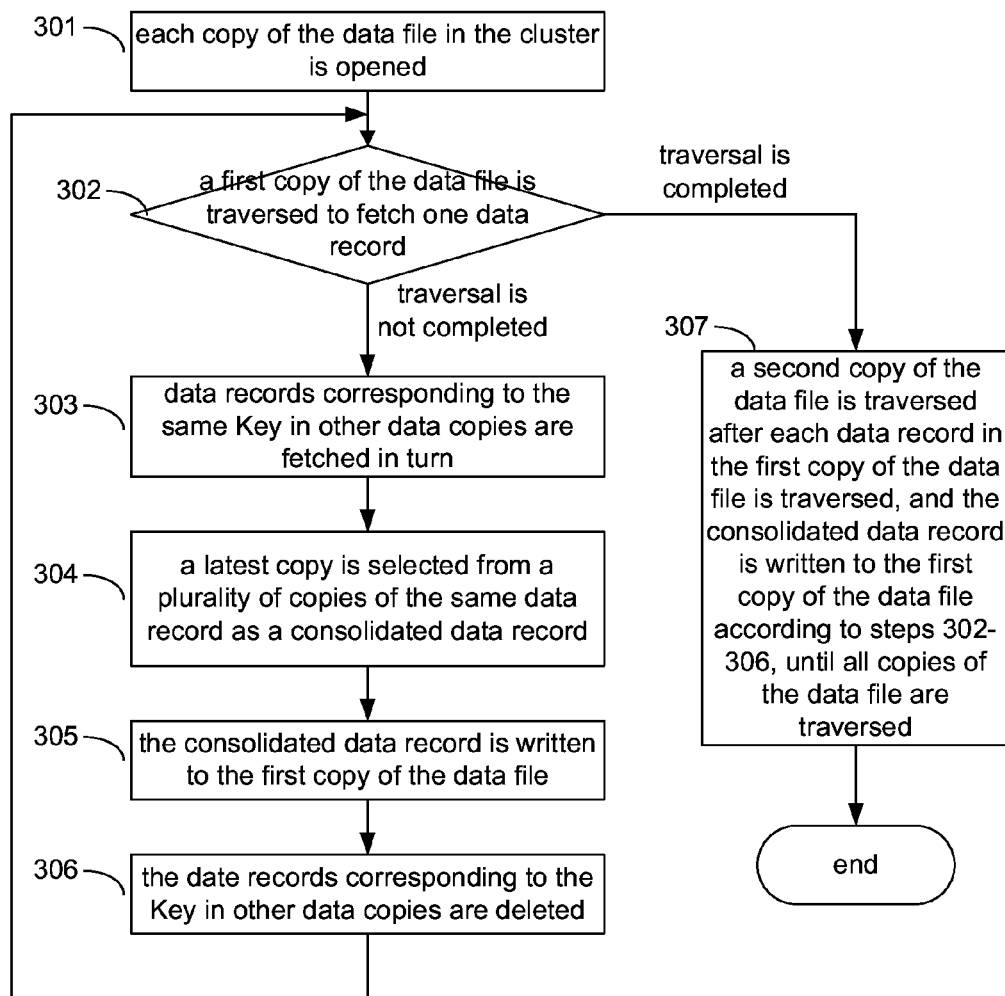 301
each copy of the data file in the cluster
is opened
302
a first copy of the data file is
traversed to fetch one data
record
traversal is
completed
traversal is
not completed
303
data records corresponding to the
same Key in other data copies are
fetched in turn
304
a latest copy is selected from a
plurality of copies of the same data
record as a consolidated data record
305
the consolidated data record is written
to the first copy of the data file
306
the date records corresponding to the
Key in other data copies are deleted
307
a second copy of the
data file is traversed
after each data record in
the first copy of the data
file is traversed, and the
consolidated data record
is written to the first
copy of the data file
according to steps 302-
306, until all copies of
the data file are
traversed
end